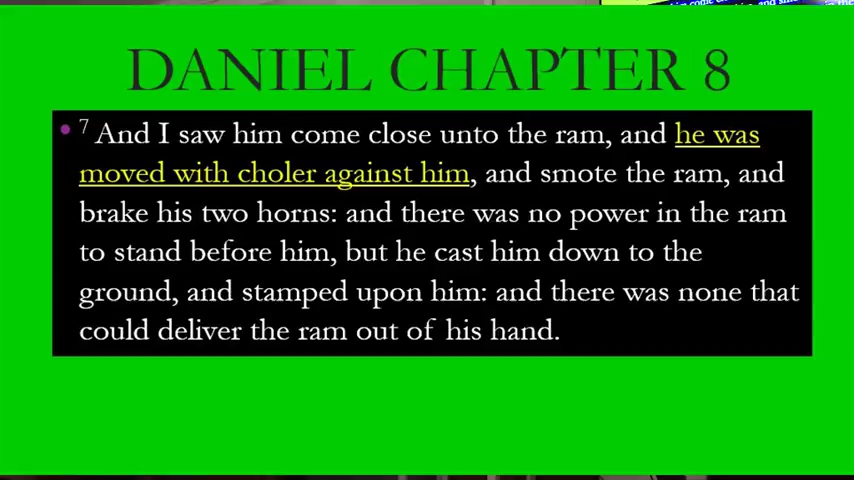 DANIEL CHAPTER 8
• 7 And I saw him come close unto the ram, and he was
moved with choler against him, and smote the ram, and
brake his two horns: and there was no power in the ram
to stand before him, but he cast him down to the
ground, and stamped upon him: and there was none that
could deliver the ram out of his hand.